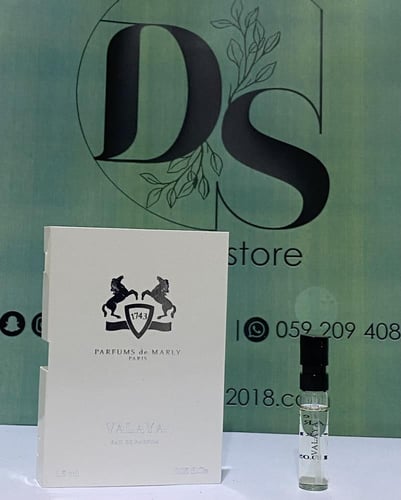 DS
store
059 209 408
2018.co
1743
PARFUMS de MARLY
PARIS
VALAYA
EAU DE PARFUM
VALAYA